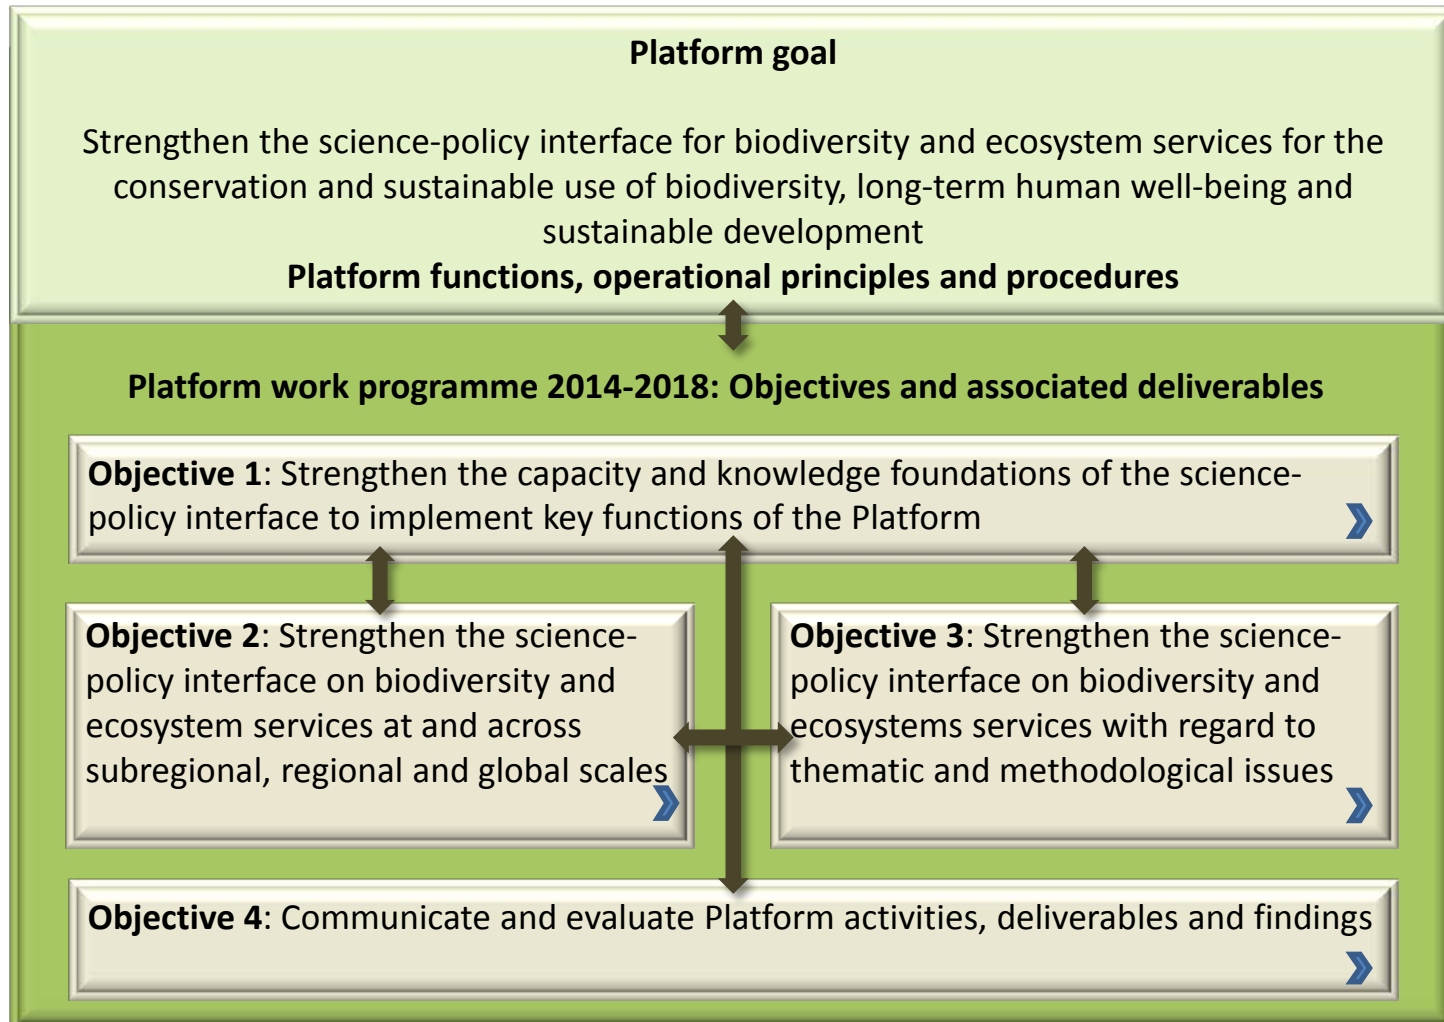 Platform goal
Strengthen the science-policy interface for biodiversity and ecosystem services for the
conservation and sustainable use of biodiversity, long-term human well-being and
sustainable development
Platform functions, operational principles and procedures
Platform work programme 2014-2018: Objectives and associated deliverables
Objective 1: Strengthen the capacity and knowledge foundations of the science-
policy interface to implement key functions of the Platform
Objective 2: Strengthen the science-
policy interface on biodiversity and
ecosystem services at and across
subregional, regional and global scales
Objective 3: Strengthen the science-
policy interface on biodiversity and
ecosystems services with regard to
thematic and methodological issues
Objective 4: Communicate and evaluate Platform activities, deliverables and findings